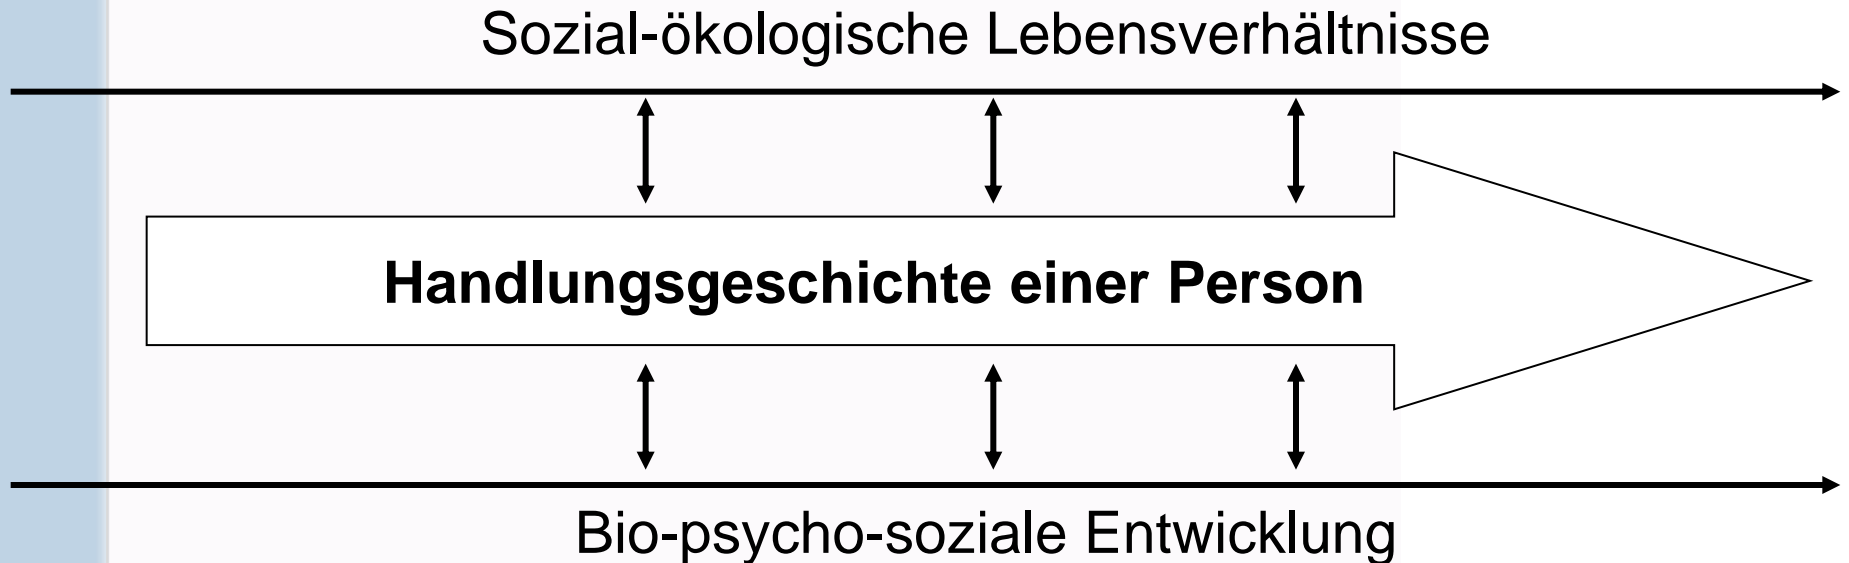 Sozial-ökologische Lebensverhältnisse
Handlungsgeschichte einer Person
Bio-psycho-soziale Entwicklung